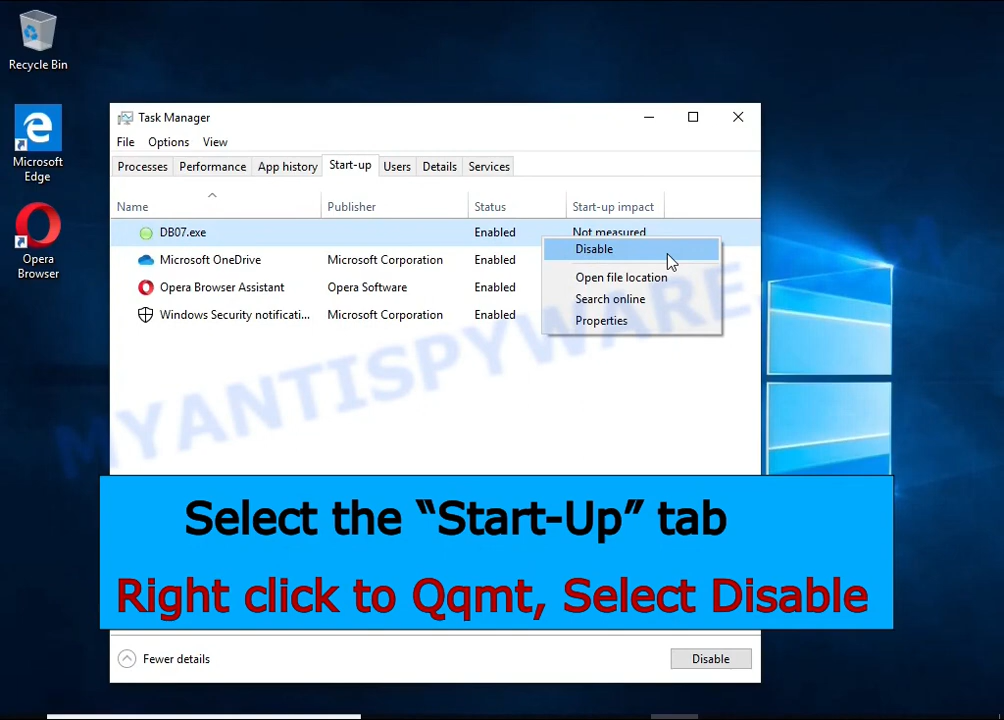 Recycle Bin
Microsoft
Edge
Opera
Browser
Task Manager
File Options View
Processes Performance App history Start-up Users Details Services
Name Publisher Status Start-up impact
DB07.exe Enabled Not measured
Microsoft OneDrive Microsoft Corporation Enabled
Opera Browser Assistant Opera Software Enabled
Windows Security notificati... Microsoft Corporation Enabled
Disable
Open file location
Search online
Properties
MYANTISPYWARE.COM
Select the “Start-Up” tab
Right click to Qqmt, Select Disable
Fewer details Disable